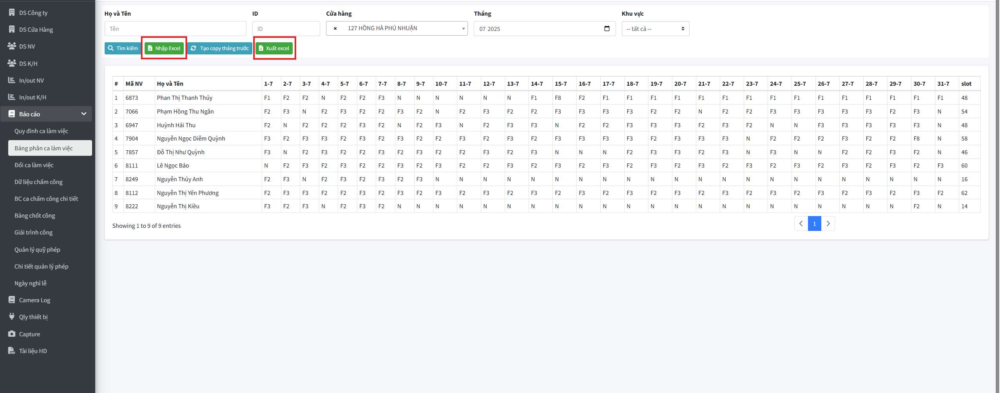 DS Công ty
DS Cửa Hàng
DS NV
DS K/H
In/out NV
In/out K/H
Báo cáo
Quy đinh ca làm việc
Bảng phân ca làm việc
Đổi ca làm việc
Dữ liệu chấm công
BC ca chấm công chi tiết
Bảng chốt công
Giải trình công
Quản lý quỹ phép
Chi tiết quản lý phép
Ngày nghỉ lễ
Camera Log
Qly thiết bị
Capture
Tài liệu HD
Họ và Tên ID Cửa hàng Tháng Khu vực
Tên ID × 127 HỒNG HÀ PHÚ NHUẬN 07 2025 -- tất cả --
Tìm kiếm Nhập Excel Tạo copy tháng trước Xuất excel
# Mã NV Họ và Tên 1-7 2-7 3-7 4-7 5-7 6-7 7-7 8-7 9-7 10-7 11-7 12-7 13-7 14-7 15-7 16-7 17-7 18-7 19-7 20-7 21-7 22-7 23-7 24-7 25-7 26-7 27-7 28-7 29-7 30-7 31-7 slot
1 6873 Phan Thị Thanh Thúy F1 F2 F2 N F2 F2 F3 N N N N N N F1 F8 F2 F1 F1 F1 F1 F1 F1 F1 F1 F1 F1 F1 F1 F1 F1 F1 48
2 7066 Phạm Hồng Thu Ngân F2 F3 N F2 F3 F2 F2 F3 F2 N F2 F3 F2 F2 F3 F3 F3 F3 F2 F2 N F2 F2 F3 F3 F3 F3 F3 F2 F3 N 54
3 6947 Huỳnh Hải Thu F2 N F2 F2 F2 F3 F2 N F2 F3 N F2 F3 F3 N F2 F2 F3 F3 F3 F2 F3 F2 N N F3 F3 F3 F3 F3 N 48
4 7904 Nguyễn Ngọc Diễm Quỳnh F3 F2 F3 F3 F2 F3 F2 F3 F2 F2 F3 F2 F3 F2 F3 F3 F3 F3 F2 F3 F3 F3 N F2 F2 F2 F3 F2 F2 F8 N 58
5 7857 Đỗ Thị Như Quỳnh F3 N F2 F3 F2 F2 F3 F2 F3 F2 F2 F3 F2 F3 N N N F2 F3 F3 F2 F3 N F3 N N F2 F2 F3 F2 N 46
6 8111 Lê Ngọc Bảo N F2 F3 F2 F3 F2 F2 F3 F2 F3 F2 F2 F3 F2 F3 F2 F3 F2 F3 F2 F3 F2 F3 F2 F3 F2 F3 F2 F3 F2 F3 60
7 8249 Nguyễn Thủy Anh F2 F3 N F2 F3 F2 F3 F2 F3 N N N N N N N N N N N N N N N N N N N N N N 16
8 8112 Nguyễn Thị Yến Phương F2 F3 F3 F2 F2 F3 F2 F3 F2 F3 F2 F3 F2 F3 F2 F3 F2 F3 F2 F3 F2 F3 F2 F3 F2 F3 F2 F3 F2 F3 F2 62
9 8222 Nguyễn Thị Kiều F3 F2 F3 N F2 F3 F2 N N N N N N N N N N N N N N N N N N N N N N F2 N 14
Showing 1 to 9 of 9 entries
1